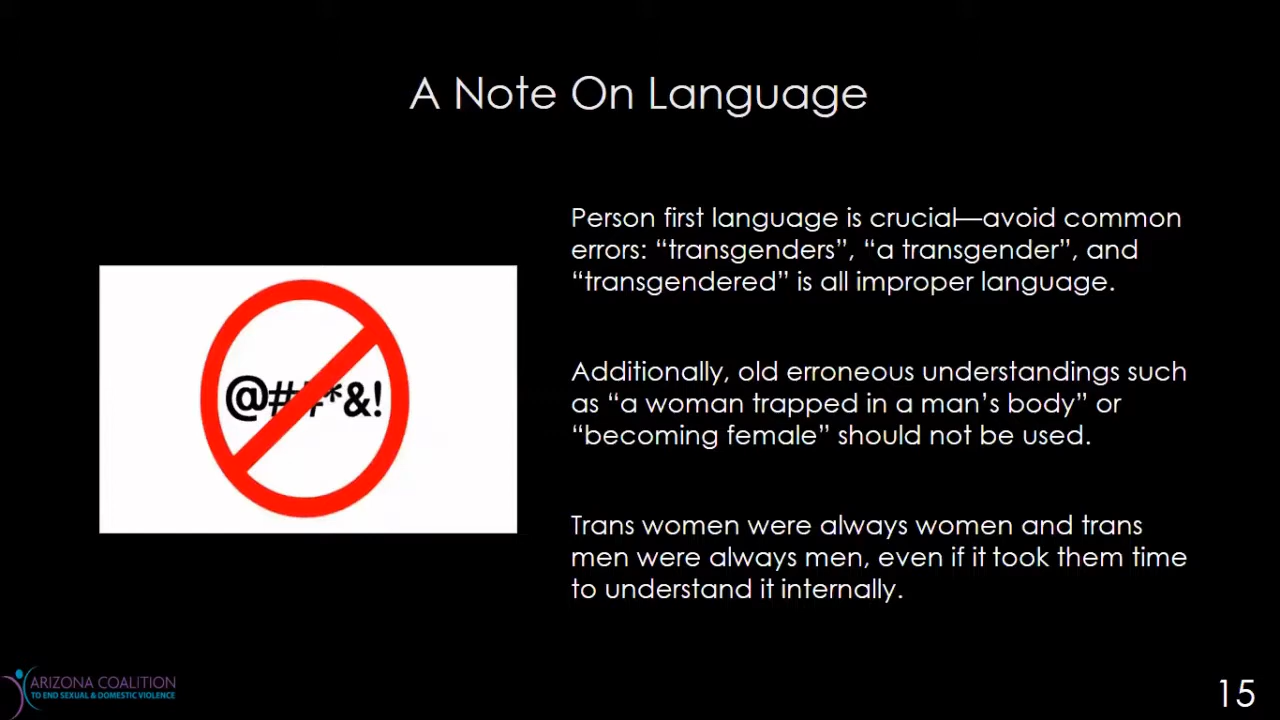 A Note On Language
Person first language is crucial—avoid common
errors: “transgenders”, “a transgender”, and
“transgendered” is all improper language.
@##*&!
Additionally, old erroneous understandings such
as “a woman trapped in a man’s body” or
“becoming female” should not be used.
Trans women were always women and trans
men were always men, even if it took them time
to understand it internally.
ARIZONA COALITION
TO END SEXUAL & DOMESTIC VIOLENCE
15